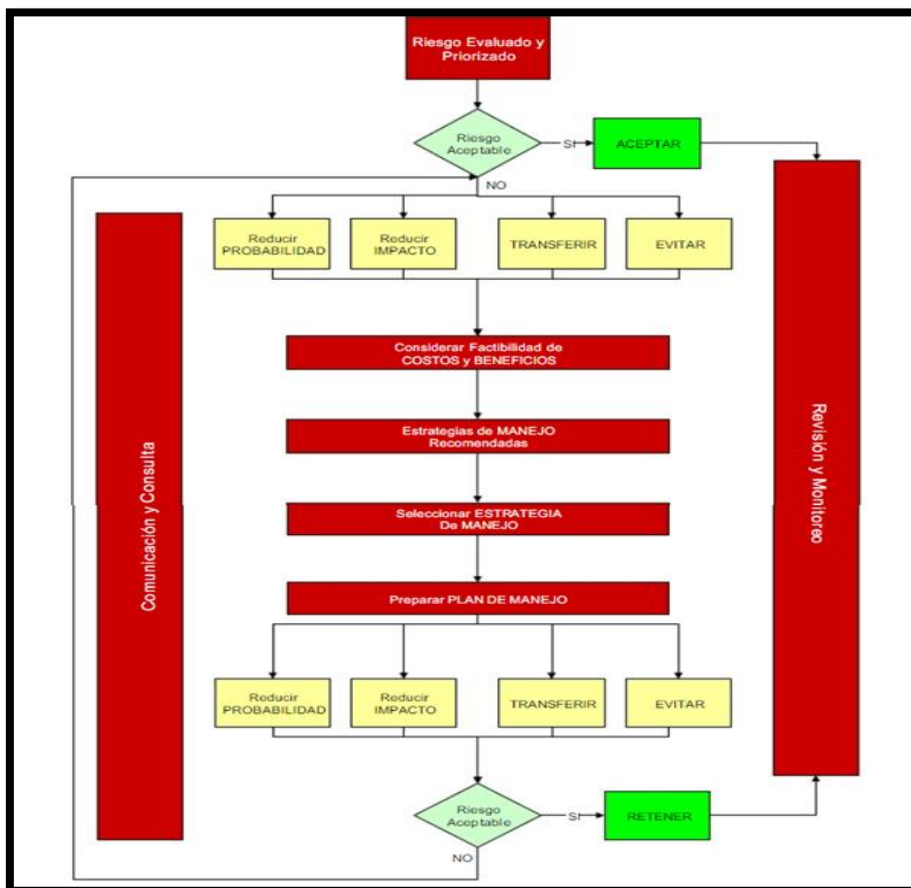 Riesgo Evaluado y
Priorizado
Riesgo
Aceptable
SI
ACEPTAR
NO
Reducir
PROBABILIDAD
Reducir
IMPACTO
TRANSFERIR
EVITAR
Considerar Factibilidad de
COSTOS y BENEFICIOS
Estrategias de MANEJO
Recomendadas
Seleccionar ESTRATEGIA
De MANEJO
Preparar PLAN DE MANEJO
Reducir
PROBABILIDAD
Reducir
IMPACTO
TRANSFERIR
EVITAR
Riesgo
Aceptable
SI
RETENER
NO
Comunicación y Consulta
Revisión y Monitoreo